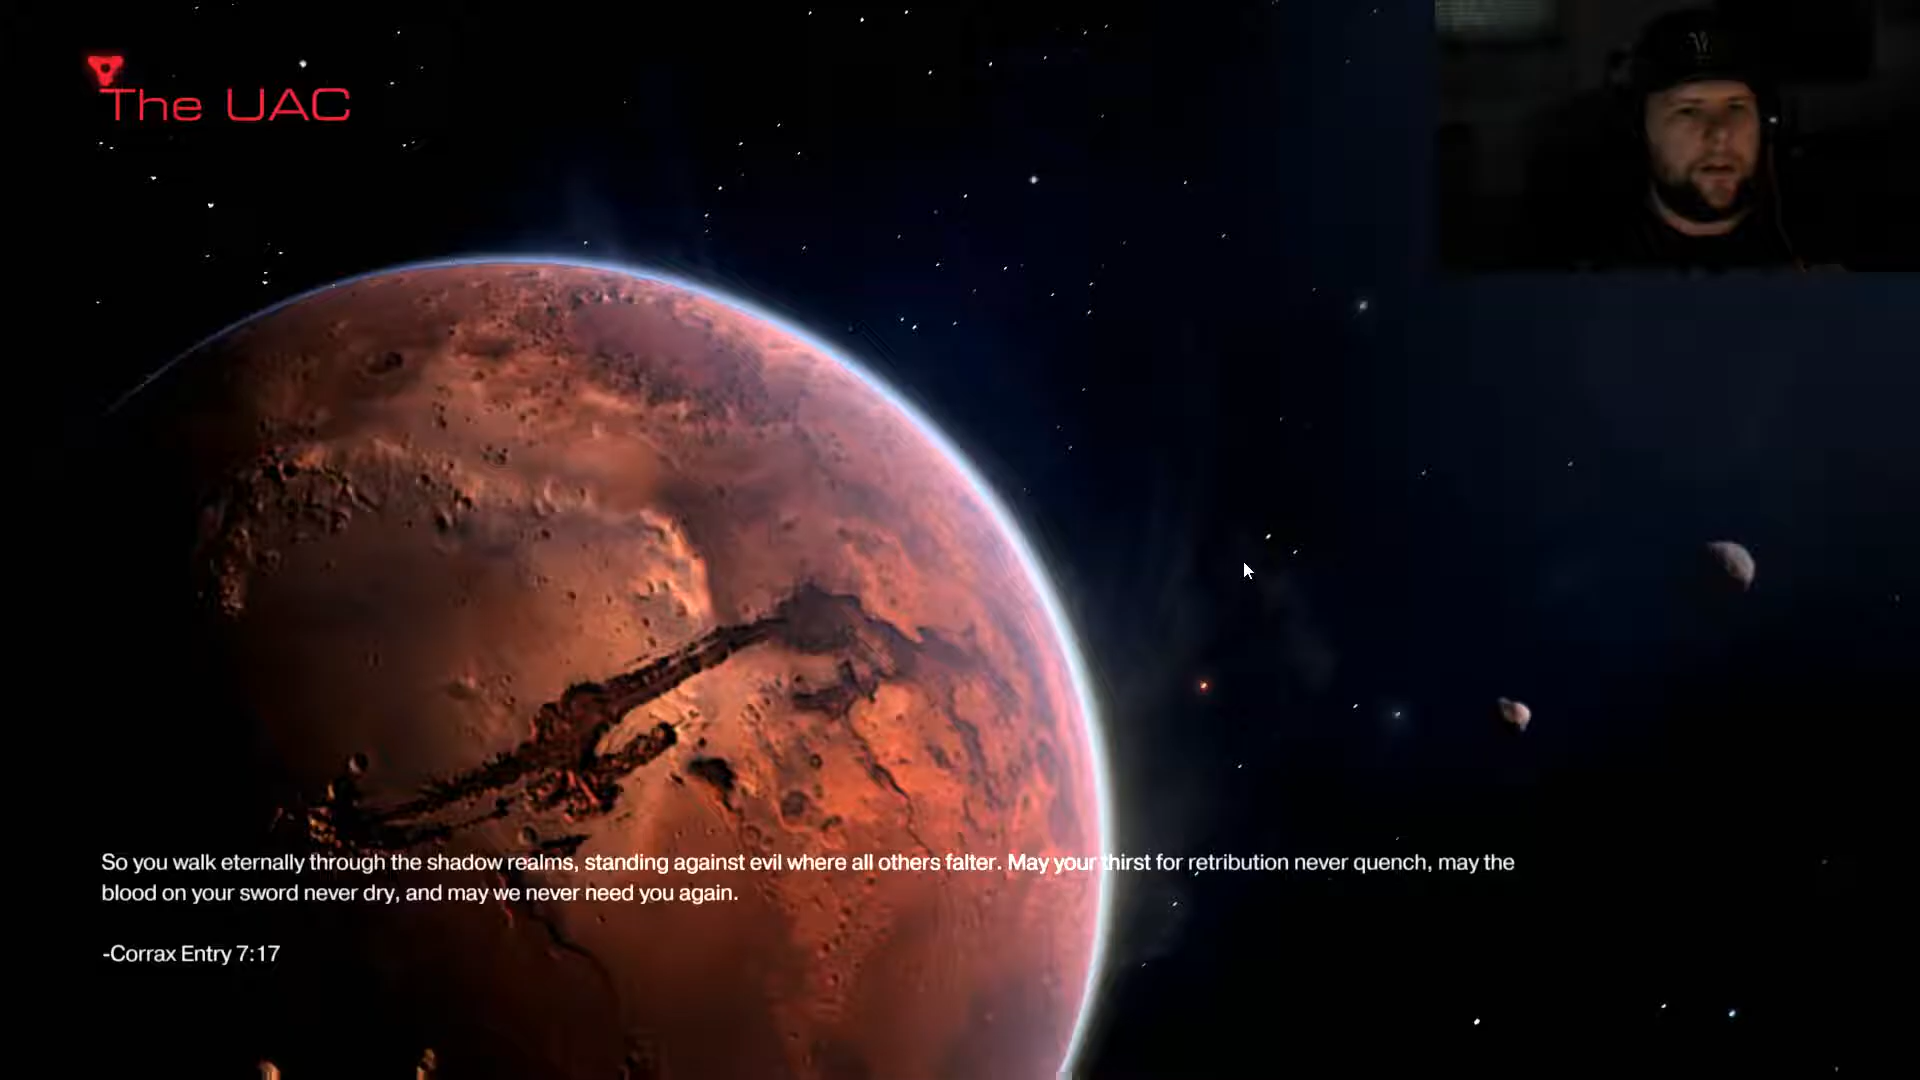 The UAC
So you walk eternally through the shadow realms, standing against evil where all others falter. May your thirst for retribution never quench, may the
blood on your sword never dry, and may we never need you again.
-Corrax Entry 7:17